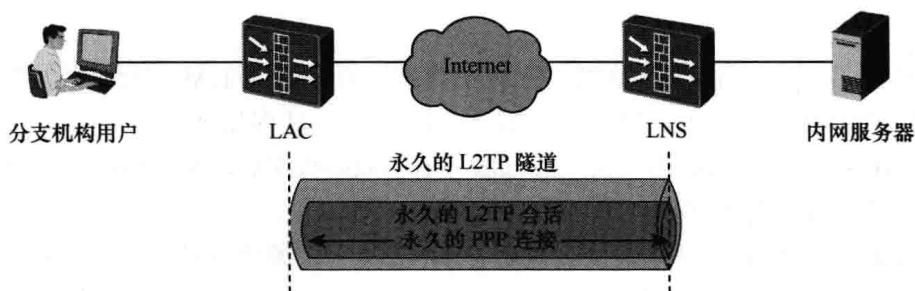 Internet
分支机构用户 LAC LNS 内网服务器
永久的 L2TP 隧道
永久的 L2TP 会话
永久的 PPP 连接